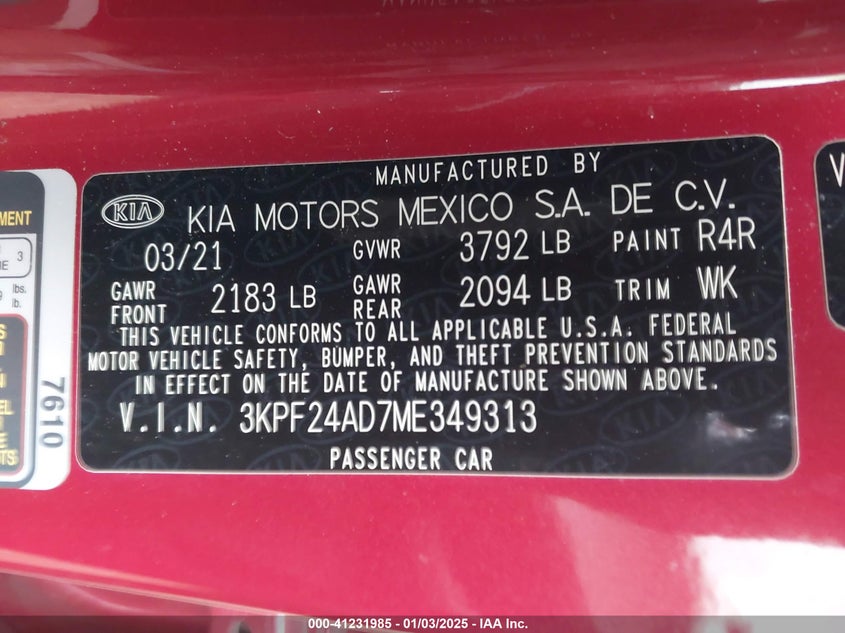 MANUFACTURED BY
KIA KIA MOTORS MEXICO S.A. DE C.V.
03/21 GVWR 3792 LB PAINT R4R
GAWR FRONT 2183 LB GAWR REAR 2094 LB TRIM WK
THIS VEHICLE CONFORMS TO ALL APPLICABLE U.S.A. FEDERAL
MOTOR VEHICLE SAFETY, BUMPER, AND THEFT PREVENTION STANDARDS
IN EFFECT ON THE DATE OF MANUFACTURE SHOWN ABOVE.
V.I.N. 3KPF24AD7ME349313
PASSENGER CAR
7610
3
lbs.
lb.
000-41231985 - 01/03/2025 - IAA Inc.